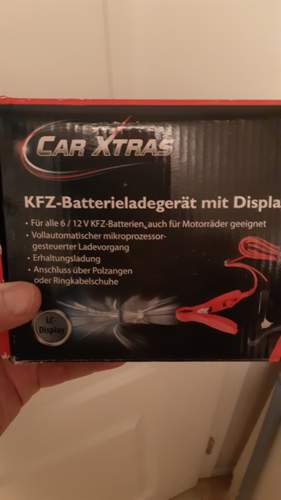 CAR XTRAS
KFZ-Batterieladegerät mit Displa
• Für alle 6 / 12 V KFZ-Batterien, auch für Motorräder geeignet
• Vollautomatischer mikroprozessor-
gesteuerter Ladevorgang
• Erhaltungsladung
• Anschluss über Polzangen
oder Ringkabelschuhe
LC-
Display